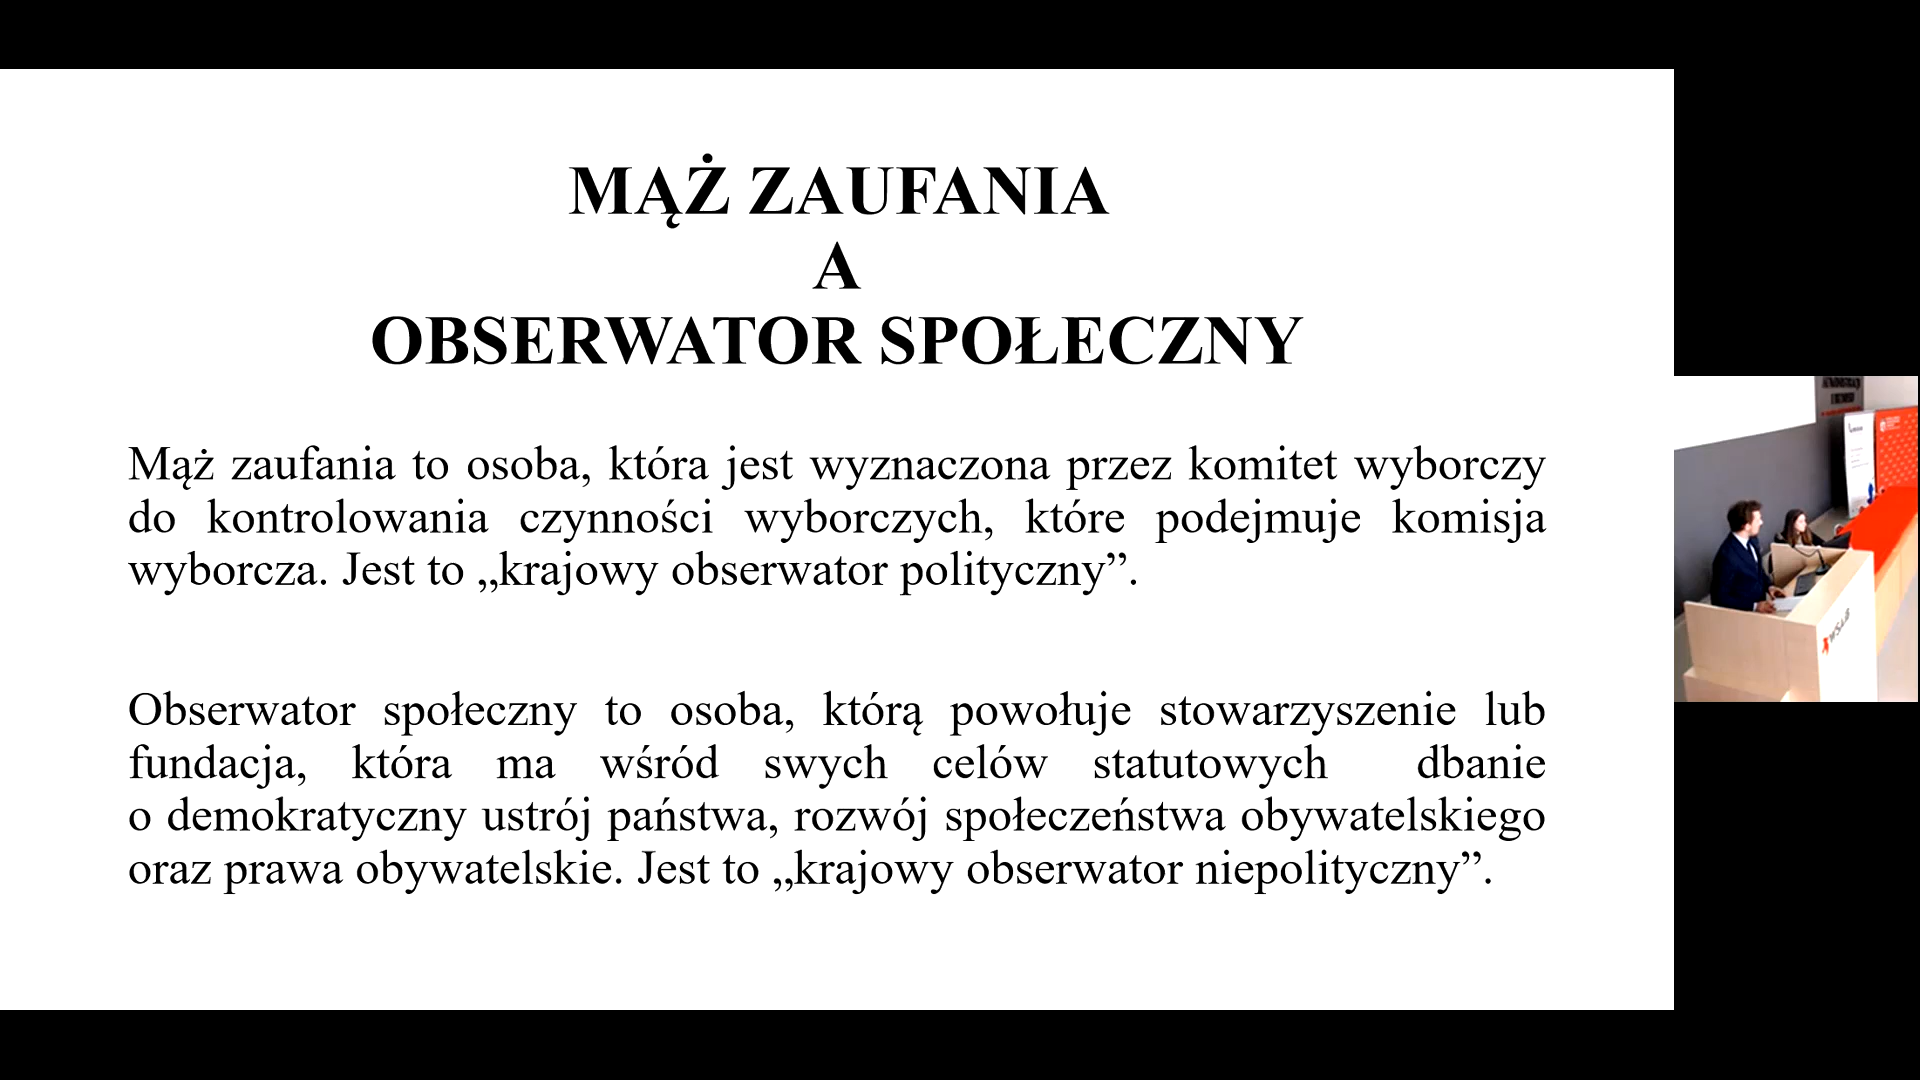 MĄŻ ZAUFANIA
A
OBSERWATOR SPOŁECZNY
Mąż zaufania to osoba, która jest wyznaczona przez komitet wyborczy
do kontrolowania czynności wyborczych, które podejmuje komisja
wyborcza. Jest to „krajowy obserwator polityczny”.
Obserwator społeczny to osoba, którą powołuje stowarzyszenie lub
fundacja, która ma wśród swych celów statutowych dbanie
o demokratyczny ustrój państwa, rozwój społeczeństwa obywatelskiego
oraz prawa obywatelskie. Jest to „krajowy obserwator niepolityczny”.